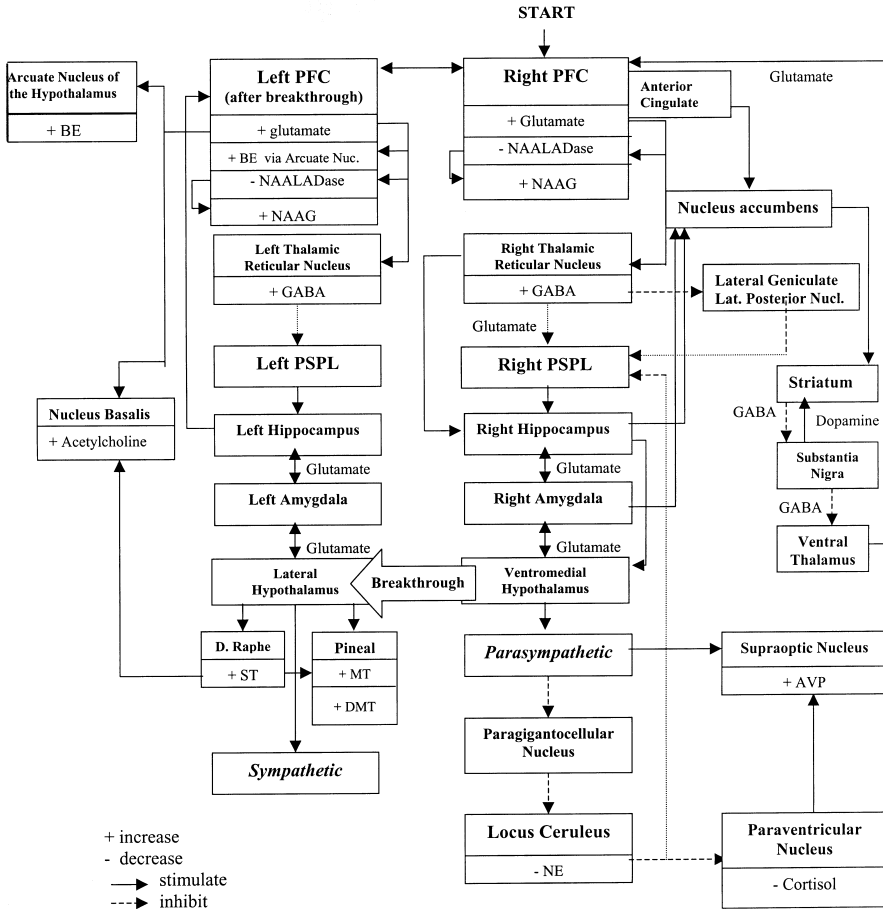 START
Arcuate Nucleus of
the Hypothalamus
+ BE
Left PFC
(after breakthrough)
+ glutamate
+ BE via Arcuate Nuc.
- NAALADase
+ NAAG
Right PFC
+ Glutamate
- NAALADase
+ NAAG
Anterior
Cingulate
Glutamate
Nucleus accumbens
Left Thalamic
Reticular Nucleus
+ GABA
Right Thalamic
Reticular Nucleus
+ GABA
Lateral Geniculate
Lat. Posterior Nucl.
Glutamate
Left PSPL
Right PSPL
Striatum
GABA
Dopamine
Substantia
Nigra
GABA
Ventral
Thalamus
Nucleus Basalis
+ Acetylcholine
Left Hippocampus
Right Hippocampus
Glutamate
Glutamate
Left Amygdala
Right Amygdala
Glutamate
Glutamate
Lateral
Hypothalamus
Breakthrough
Ventromedial
Hypothalamus
D. Raphe
+ ST
Pineal
+ MT
+ DMT
Parasympathetic
Supraoptic Nucleus
+ AVP
Sympathetic
Paragigantocellular
Nucleus
Locus Ceruleus
- NE
Paraventricular
Nucleus
- Cortisol
+ increase
- decrease
stimulate
inhibit